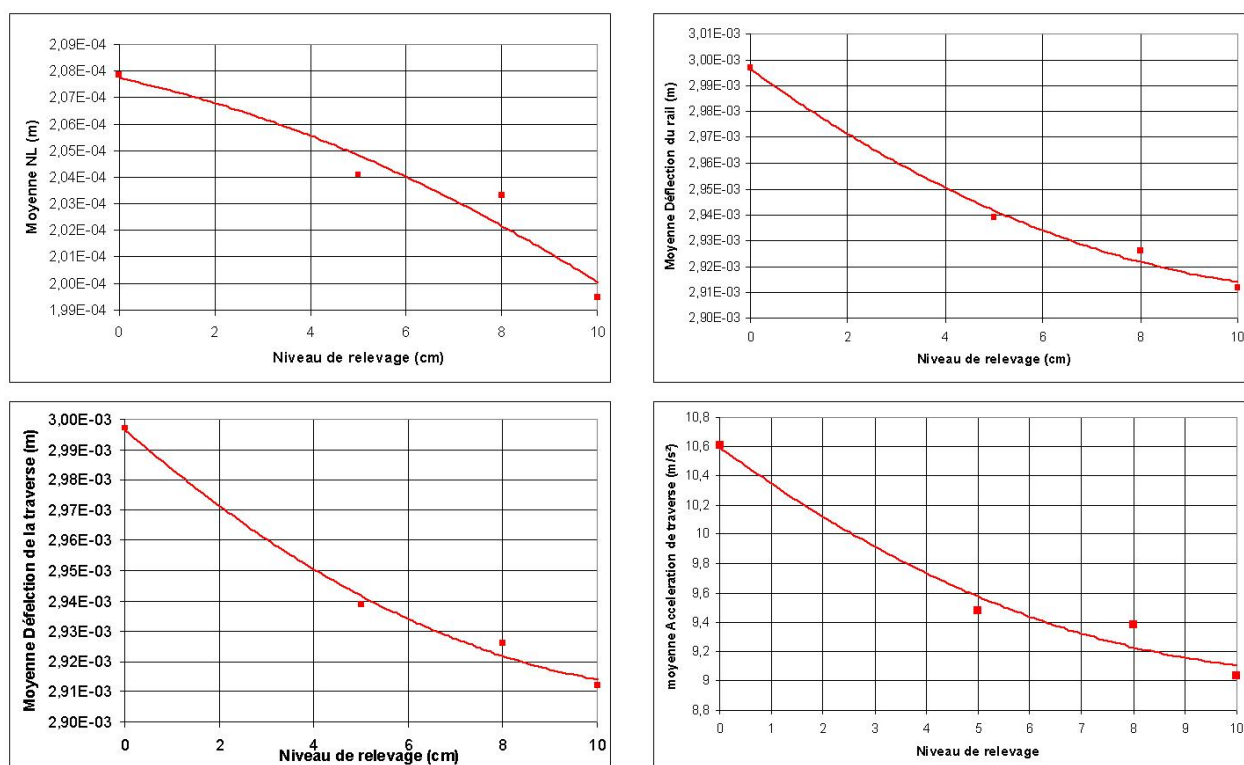 2,09E-04
2,08E-04
2,07E-04
2,06E-04
2,05E-04
2,04E-04
2,03E-04
2,02E-04
2,01E-04
2,00E-04
1,99E-04
Moyenne NL (m)
0 2 4 6 8 10
Niveau de relevage (cm)
3,01E-03
3,00E-03
2,99E-03
2,98E-03
2,97E-03
2,96E-03
2,95E-03
2,94E-03
2,93E-03
2,92E-03
2,91E-03
2,90E-03
Moyenne Déflection du rail (m)
0 2 4 6 8 10
Niveau de relevage (cm)
3,00E-03
2,99E-03
2,98E-03
2,97E-03
2,96E-03
2,95E-03
2,94E-03
2,93E-03
2,92E-03
2,91E-03
2,90E-03
Moyenne Défelction de la traverse (m)
0 2 4 6 8 10
Niveau de relevage (cm)
10,8
10,6
10,4
10,2
10
9,8
9,6
9,4
9,2
9
8,8
moyenne Acceleration de traverse (m/s²)
0 1 2 3 4 5 6 7 8 9 10
Niveau de relevage